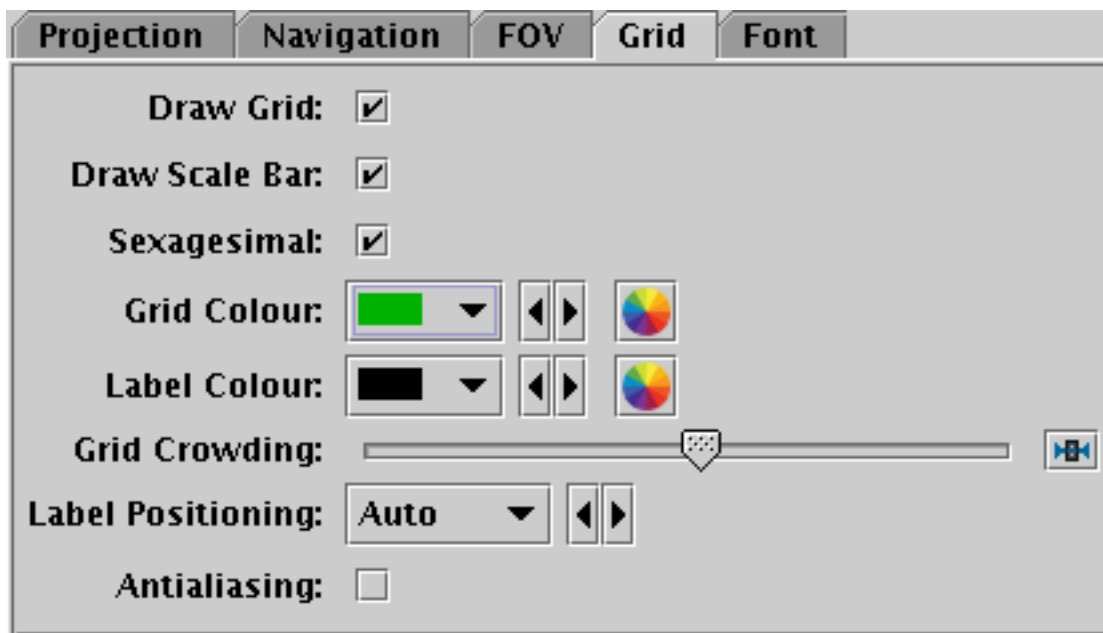 Projection Navigation FOV Grid Font
Draw Grid:
Draw Scale Bar:
Sexagesimal:
Grid Colour:
Label Colour:
Grid Crowding:
Label Positioning: Auto
Antialiasing: